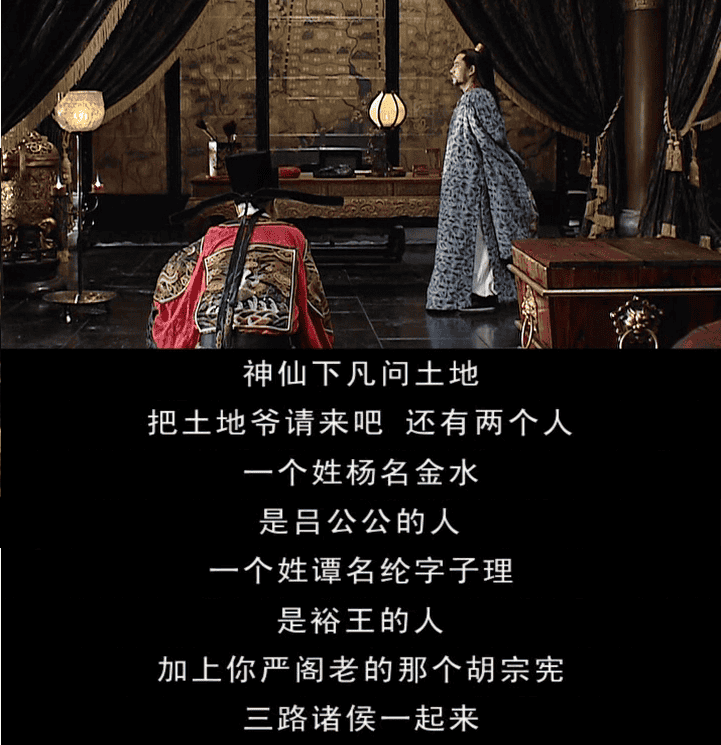 神仙下凡问土地
把土地爷请来吧 还有两个人
一个姓杨名金水
是吕公公的人
一个姓谭名纶字子理
是裕王的人
加上你严阁老的那个胡宗宪
三路诸侯一起来